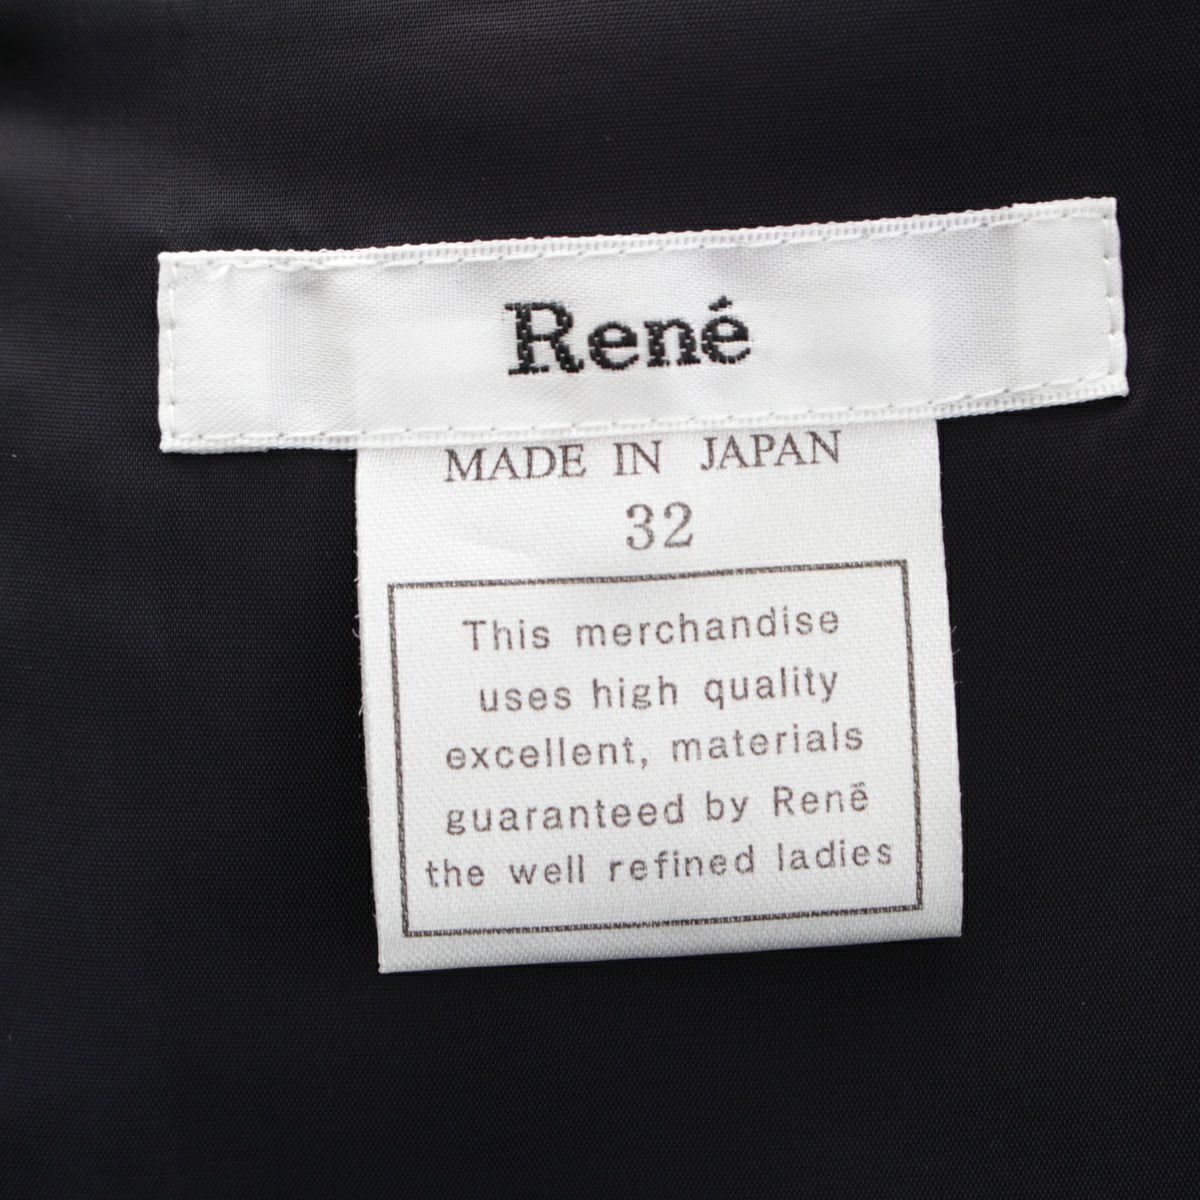 René
MADE IN JAPAN
32
This merchandise
uses high quality
excellent, materials
guaranteed by Renē
the well refined ladies